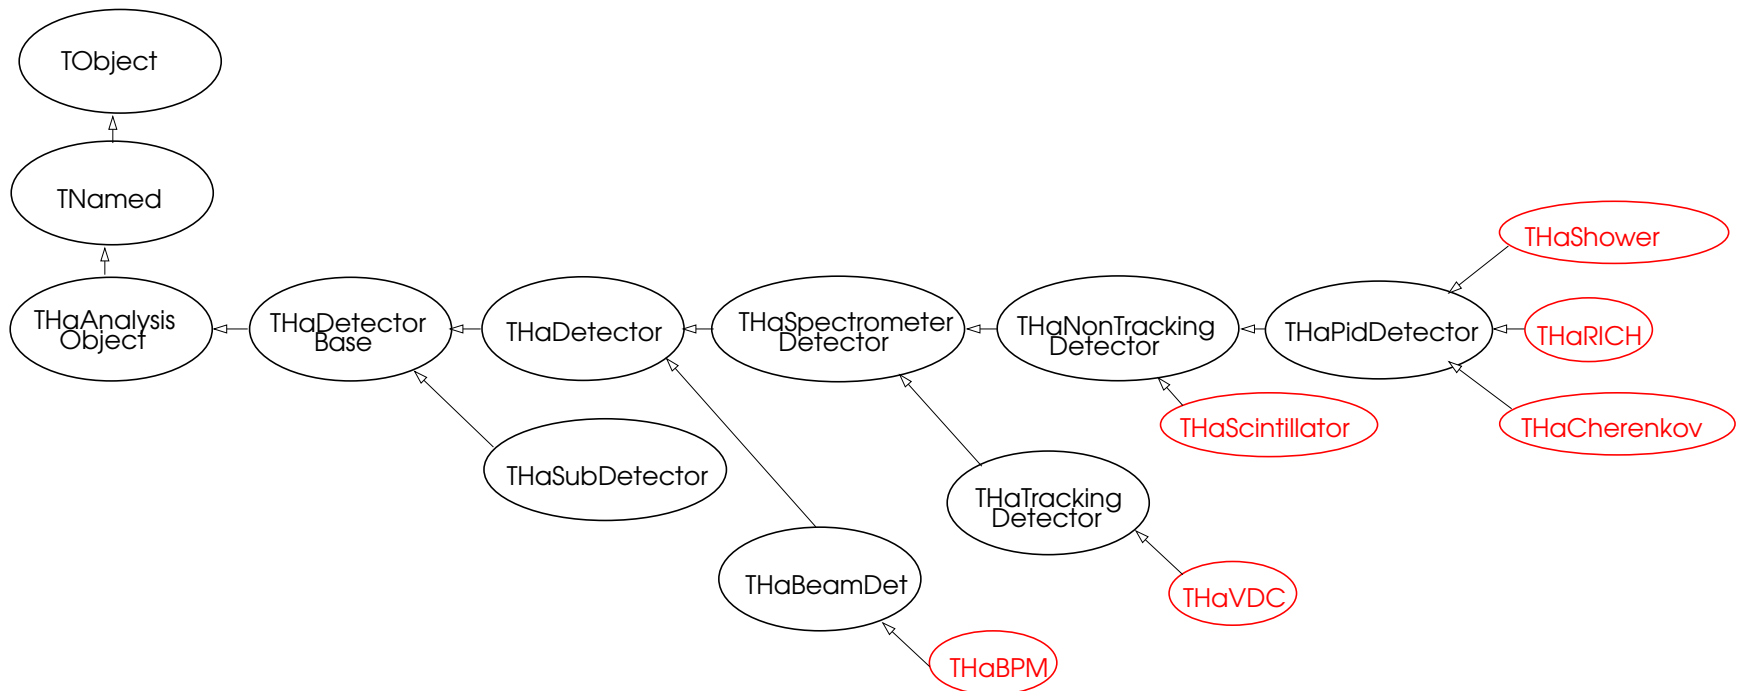 TObject
TNamed
THaAnalysis
Object
THaDetector
Base
THaDetector
THaSpectrometer
Detector
THaNonTracking
Detector
THaPidDetector
THaShower
THaRICH
THaCherenkov
THaScintillator
THaSubDetector
THaTracking
Detector
THaBeamDet
THaVDC
THaBPM